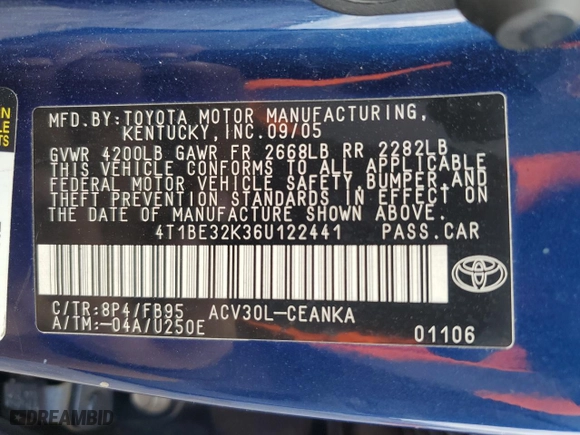 MFD.BY:TOYOTA MOTOR MANUFACTURING,
KENTUCKY,INC.09/05
GVWR 4200LB GAWR FR 2668LB RR 2282LB
THIS VEHICLE CONFORMS TO ALL APPLICABLE
FEDERAL MOTOR VEHICLE SAFETY,BUMPER,AND
THEFT PREVENTION STANDARDS IN EFFECT ON
THE DATE OF MANUFACTURE SHOWN ABOVE.
4T1BE32K36U122441 PASS.CAR
C/TR:8P4/FB95 ACV30L-CEANKA
A/TM:-04A/U250E 01106
TOYOTA
DREAMBID